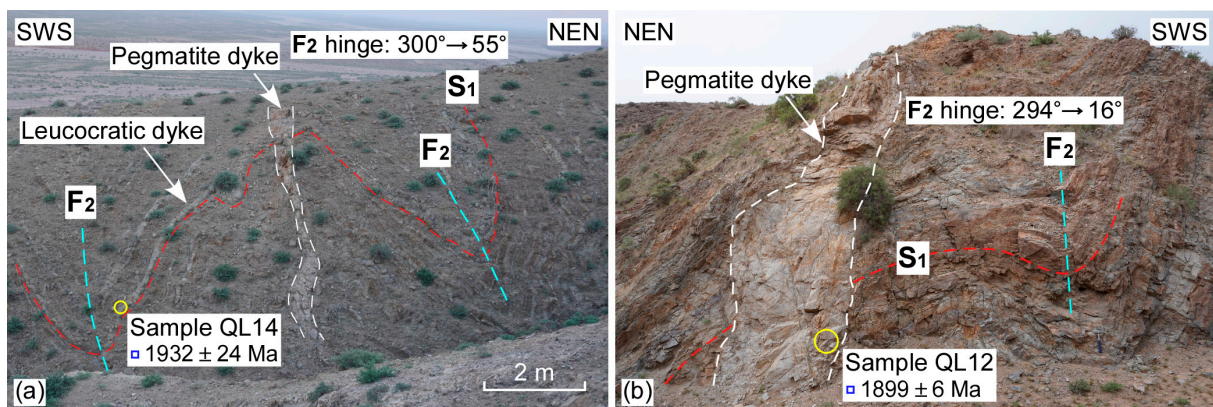 SWS
Pegmatite dyke
F₂ hinge: 300°→55°
NEN
S₁
Leucocratic dyke
F₂
F₂
Sample QL14
1932 ± 24 Ma
(a)
2 m
NEN
SWS
Pegmatite dyke
F₂ hinge: 294°→16°
F₂
S₁
Sample QL12
1899 ± 6 Ma
(b)